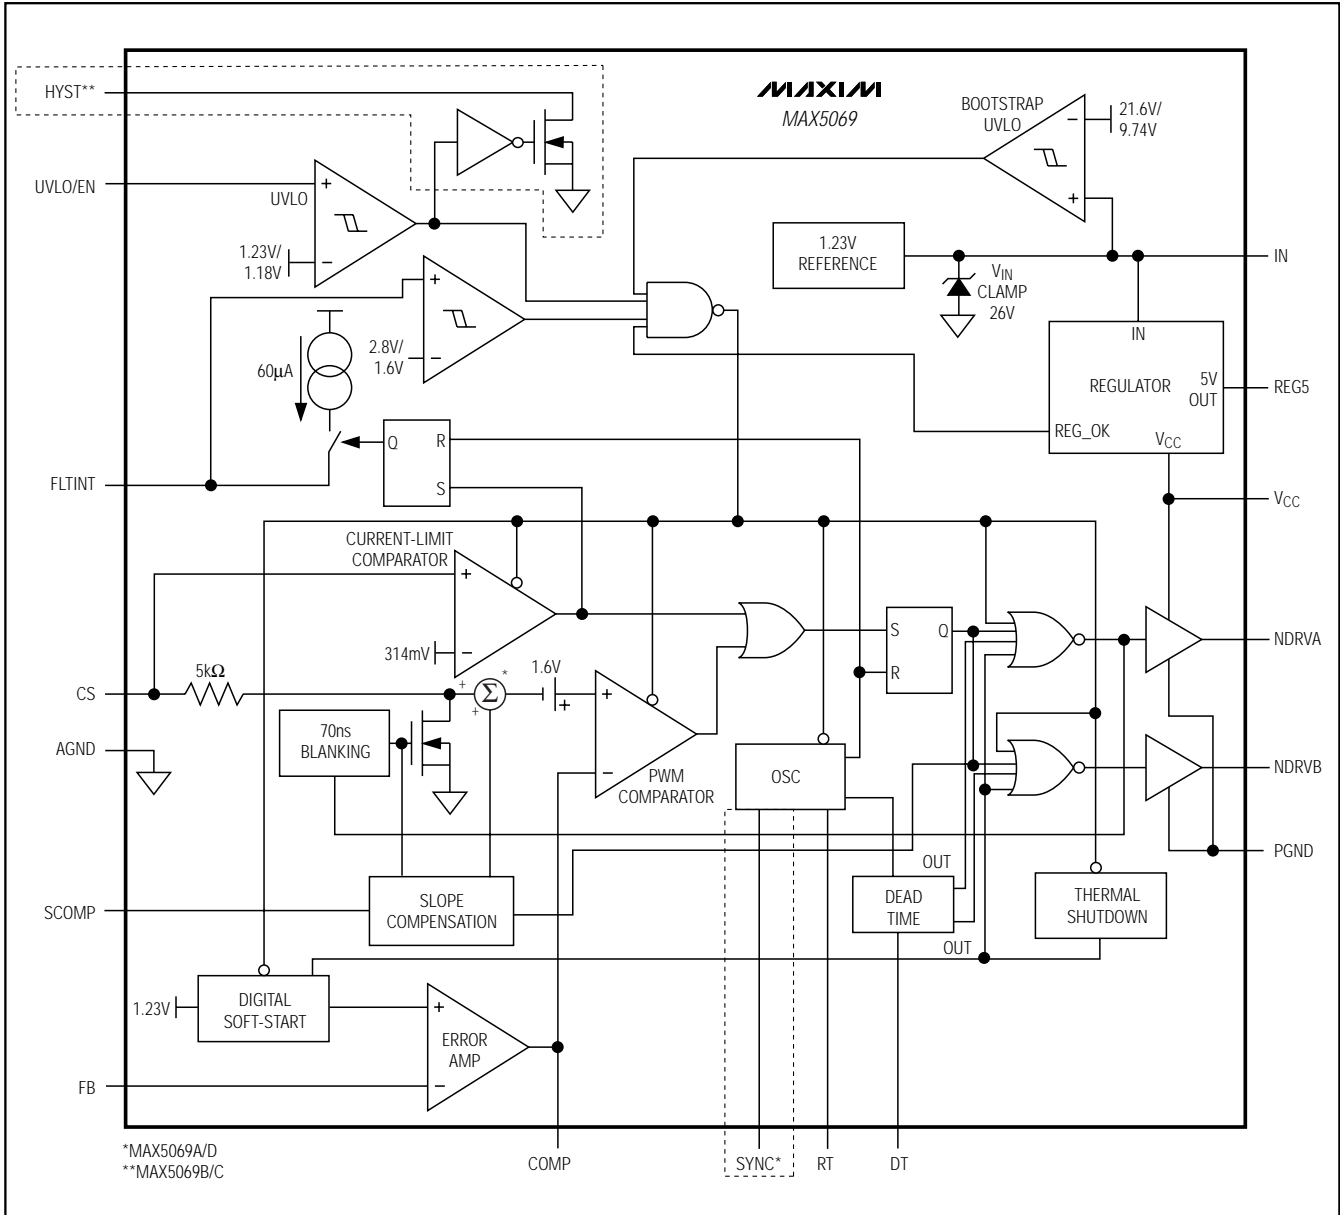 HYST**
MAXIM
MAX5069
BOOTSTRAP
UVLO
21.6V/
9.74V
−
+
UVLO/EN
UVLO
+
−
1.23V/
1.18V
1.23V
REFERENCE
VIN
CLAMP
26V
IN
+
−
2.8V/
1.6V
60μA
IN
REGULATOR
5V
OUT
REG_OK
VCC
REG5
Q
R
S
FLTINT
VCC
CURRENT-LIMIT
COMPARATOR
+
−
314mV
S
Q
R
NDRVA
CS
5kΩ
+
+
Σ
*
1.6V
+
+
−
PWM
COMPARATOR
70ns
BLANKING
AGND
OSC
NDRVB
PGND
OUT
DEAD
TIME
OUT
THERMAL
SHUTDOWN
SCOMP
SLOPE
COMPENSATION
1.23V
DIGITAL
SOFT-START
+
−
ERROR
AMP
FB
*MAX5069A/D
**MAX5069B/C
COMP
SYNC*
RT
DT